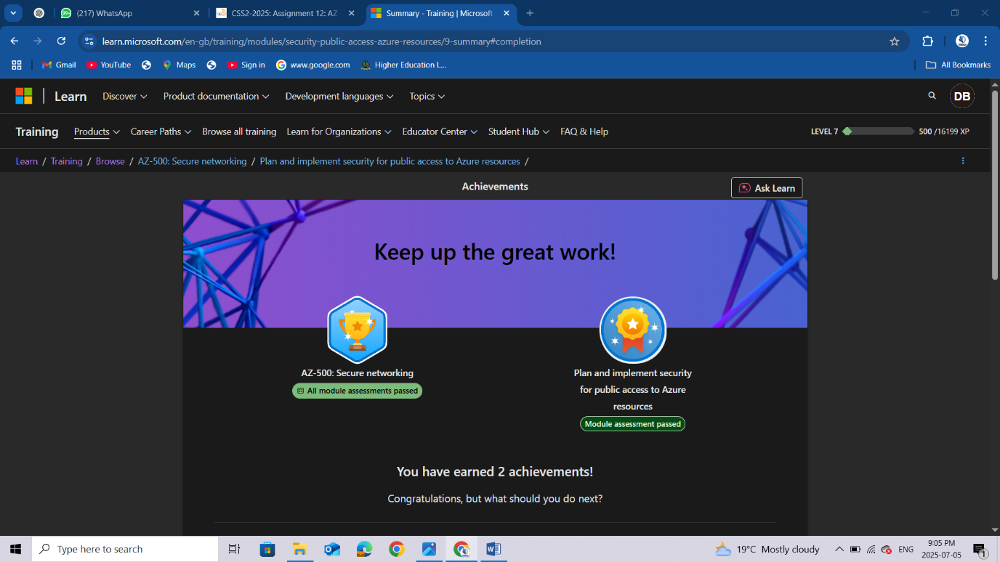 (217) WhatsApp
CSS2-2025: Assignment 12: AZ
Summary - Training | Microsoft
learn.microsoft.com/en-gb/training/modules/security-public-access-azure-resources/9-summary#completion
Gmail YouTube Maps Sign in www.google.com Higher Education L... All Bookmarks
Learn Discover Product documentation Development languages Topics DB
Training Products Career Paths Browse all training Learn for Organizations Educator Center Student Hub FAQ & Help LEVEL 7 500 /16199 XP
Learn / Training / Browse / AZ-500: Secure networking / Plan and implement security for public access to Azure resources /
Achievements
Ask Learn
Keep up the great work!
AZ-500: Secure networking
All module assessments passed
Plan and implement security
for public access to Azure
resources
Module assessment passed
You have earned 2 achievements!
Congratulations, but what should you do next?
Type here to search
19°C Mostly cloudy
ENG
9:05 PM
2025-07-05
1